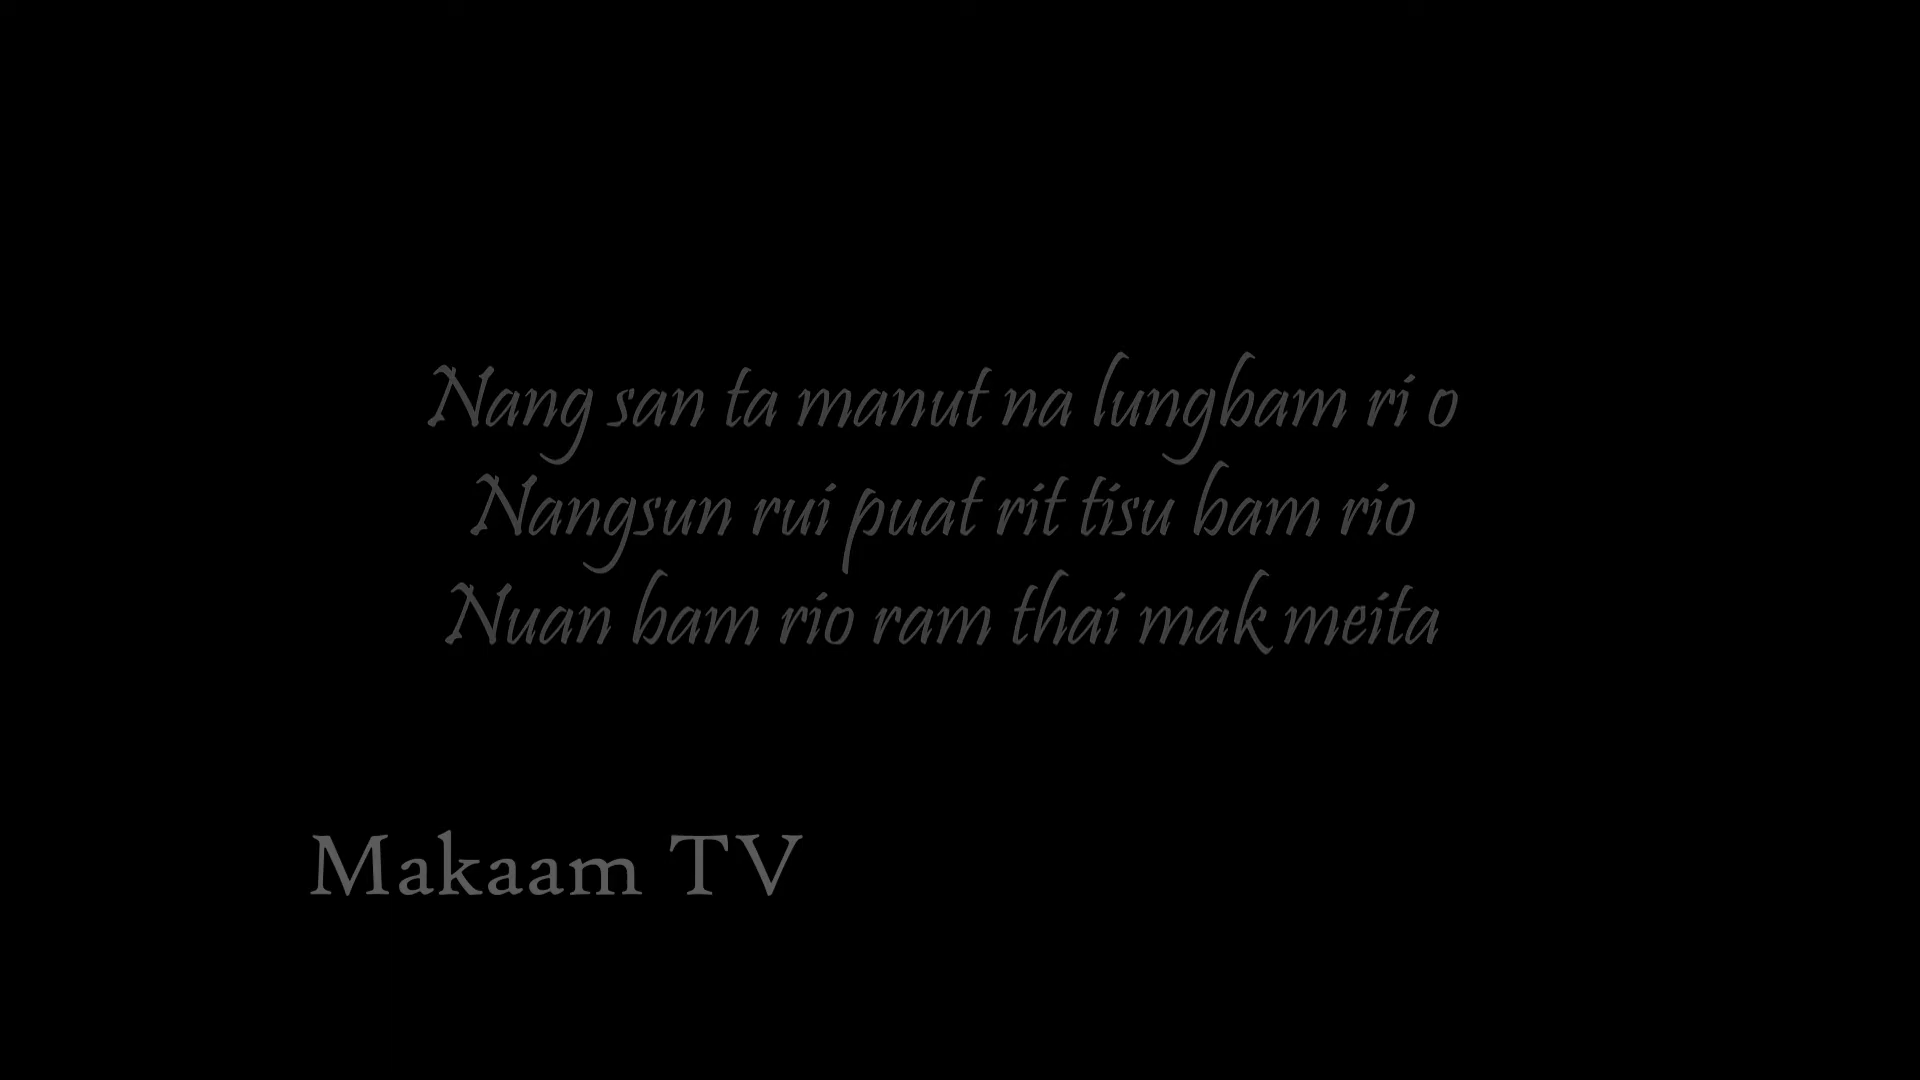 Nang san ta manut na lungbam ri o
Nangsun rui puat rit tisu bam rio
Nuan bam rio ram thai mak meita
Makaam TV